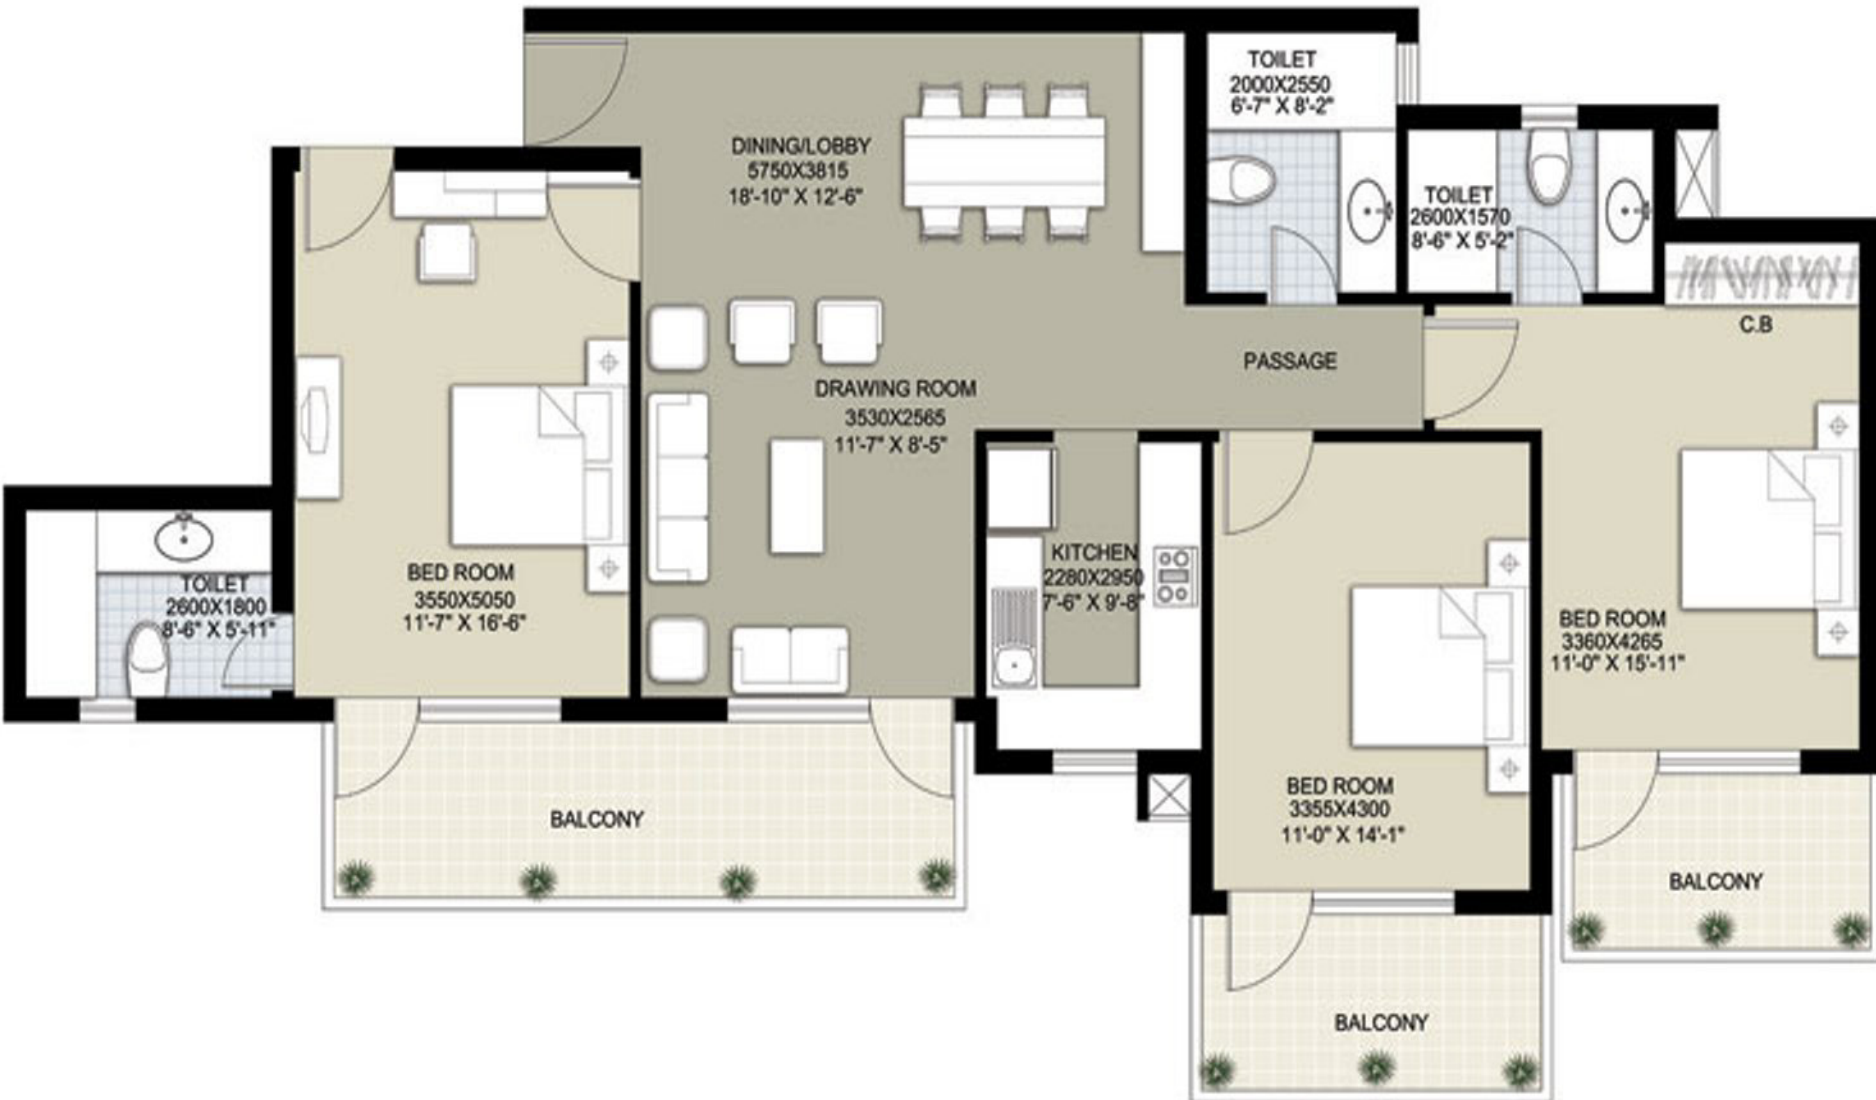 TOILET
2000X2550
6'-7" X 8'-2"
DINING/LOBBY
5750X3815
18'-10" X 12'-6"
TOILET
2600X1570
8'-6" X 5'-2"
C.B
PASSAGE
DRAWING ROOM
3530X2565
11'-7" X 8'-5"
KITCHEN
2280X2950
7'-6" X 9'-8"
BED ROOM
3550X5050
11'-7" X 16'-6"
TOILET
2600X1800
8'-6" X 5'-11"
BED ROOM
3360X4265
11'-0" X 15'-11"
BED ROOM
3355X4300
11'-0" X 14'-1"
BALCONY
BALCONY
BALCONY